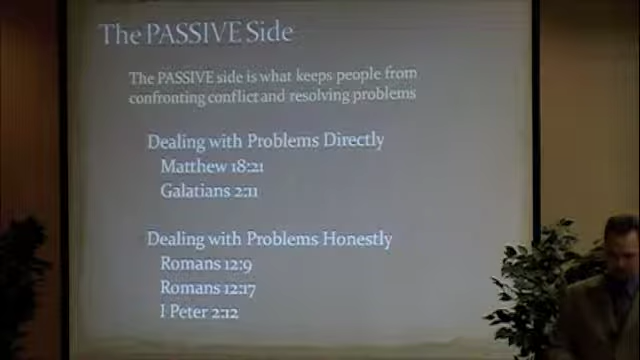 The PASSIVE Side
The PASSIVE side is what keeps people from
confronting conflict and resolving problems
Dealing with Problems Directly
Matthew 18:21
Galatians 2:11
Dealing with Problems Honestly
Romans 12:9
Romans 12:17
I Peter 2:12